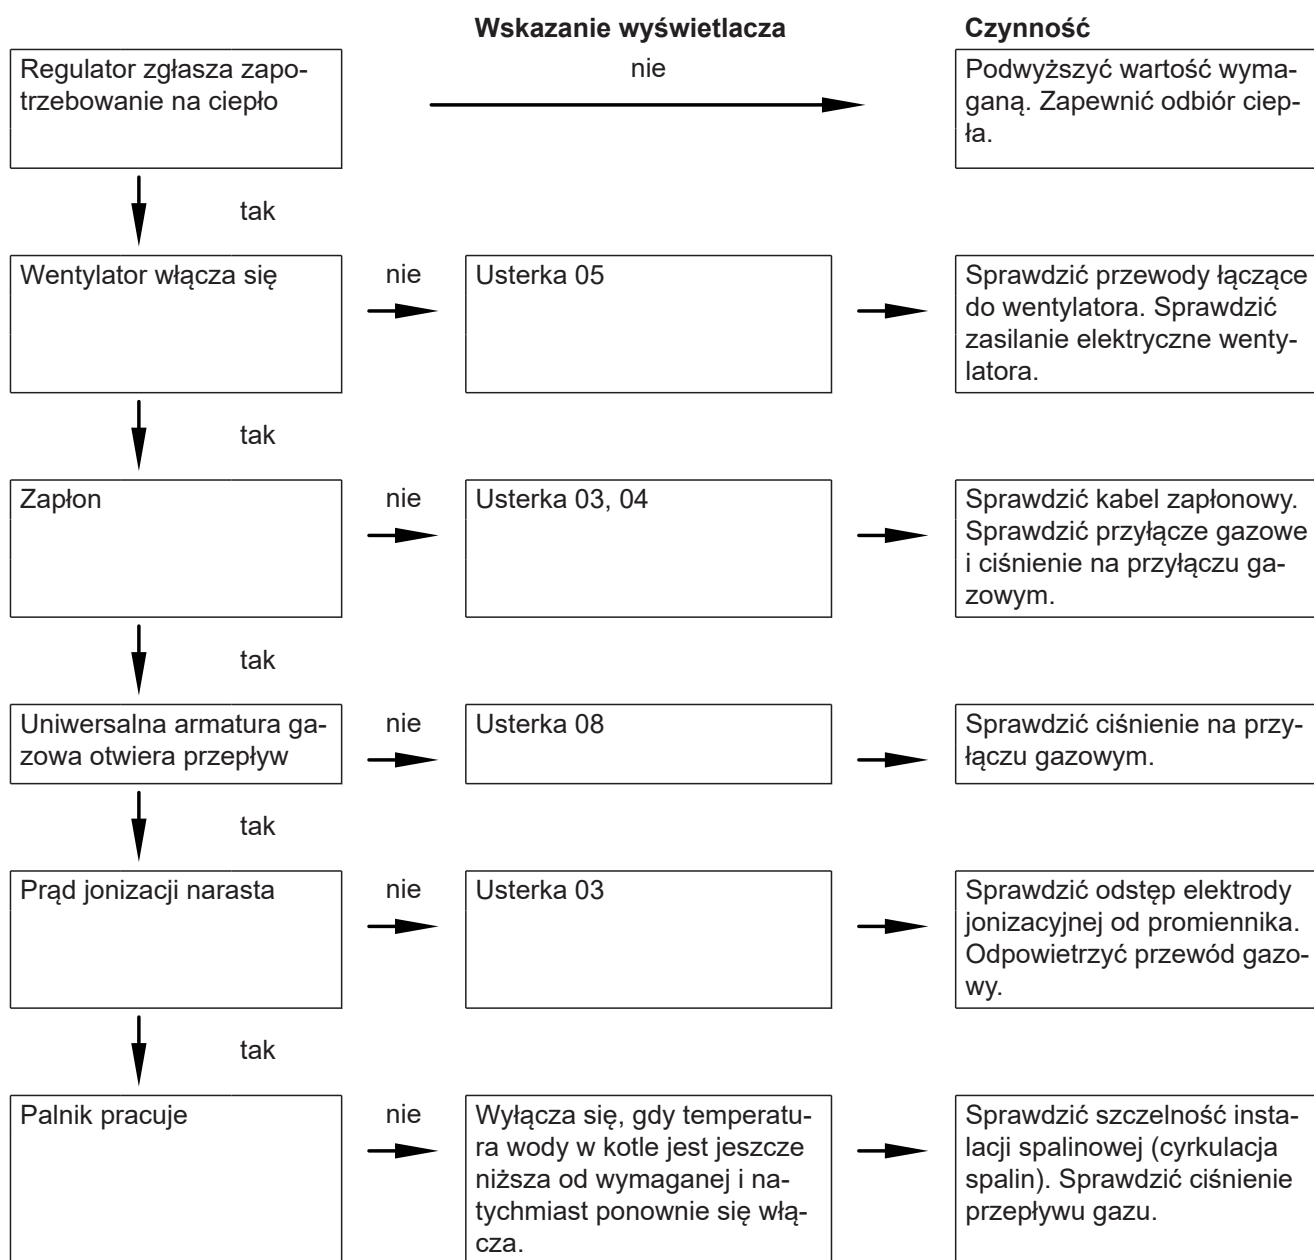 Wskazanie wyświetlacza
Czynność
Regulator zgłasza zapo-
trzebowanie na ciepło
nie
Podwyższyć wartość wyma-
ganą. Zapewnić odbiór ciep-
ła.
tak
Wentylator włącza się
nie
Usterka 05
Sprawdzić przewody łączące
do wentylatora. Sprawdzić
zasilanie elektryczne wenty-
latora.
tak
Zapłon
nie
Usterka 03, 04
Sprawdzić kabel zapłonowy.
Sprawdzić przyłącze gazowe
i ciśnienie na przyłączu ga-
zowym.
tak
Uniwersalna armatura ga-
zowa otwiera przepływ
nie
Usterka 08
Sprawdzić ciśnienie na przy-
łączu gazowym.
tak
Prąd jonizacji narasta
nie
Usterka 03
Sprawdzić odstęp elektrody
jonizacyjnej od promiennika.
Odpowietrzyć przewód gazo-
wy.
tak
Palnik pracuje
nie
Wyłącza się, gdy temperatu-
ra wody w kotle jest jeszcze
niższa od wymaganej i na-
tychmiast ponownie się włą-
cza.
Sprawdzić szczelność insta-
lacji spalinowej (cyrkulacja
spalin). Sprawdzić ciśnienie
przepływu gazu.